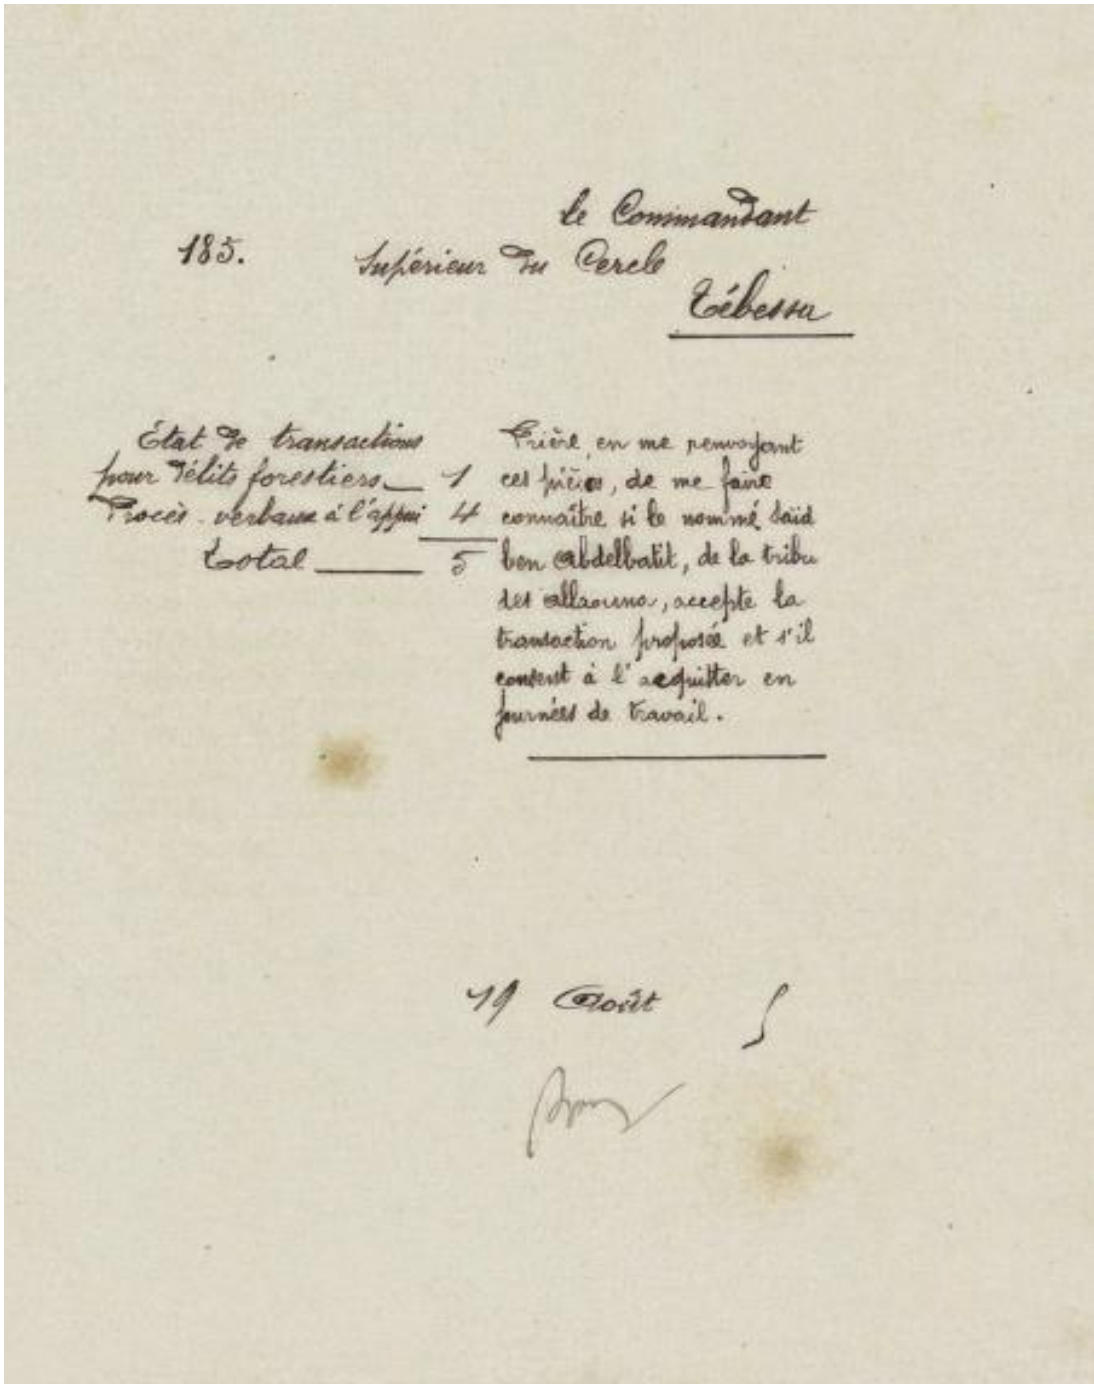 le Commandant
185.
Supérieur du Cercle
Tébessa
État de transactions
pour délits forestiers 1
Procès-verbaux à l'appui 4
Total 5
Prière, en me renvoyant
ces pièces, de me faire
connaître si le nommé Saïd
ben Abdelbatit, de la tribu
des Allaouna, accepte la
transaction proposée et s'il
consent à l'acquitter en
journées de travail.
19 Août